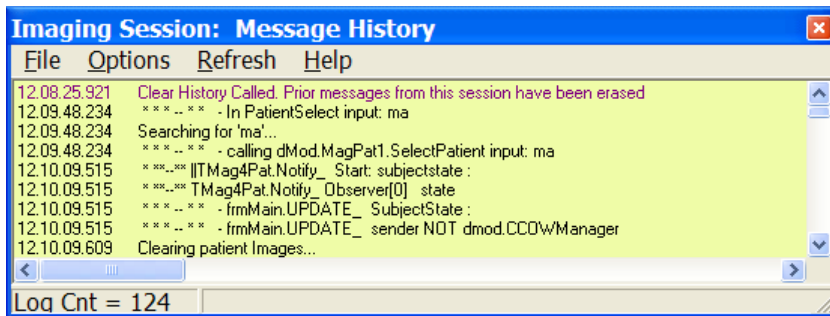 Imaging Session: Message History
File Options Refresh Help
12.08.25.921 Clear History Called. Prior messages from this session have been erased
12.09.48.234 * * * -- * * - In PatientSelect input: ma
12.09.48.234 Searching for 'ma'...
12.09.48.234 * * * -- * * - calling dMod.MagPat1.SelectPatient input: ma
12.10.09.515 * **--** ||TMag4Pat.Notify_ Start: subjectstate :
12.10.09.515 * **--** TMag4Pat.Notify_ Observer[0] state
12.10.09.515 * * * -- * * - frmMain.UPDATE_ SubjectState :
12.10.09.515 * * * -- * * - frmMain.UPDATE_ sender NOT dmod.CCOWManager
12.10.09.609 Clearing patient Images...
Log Cnt = 124